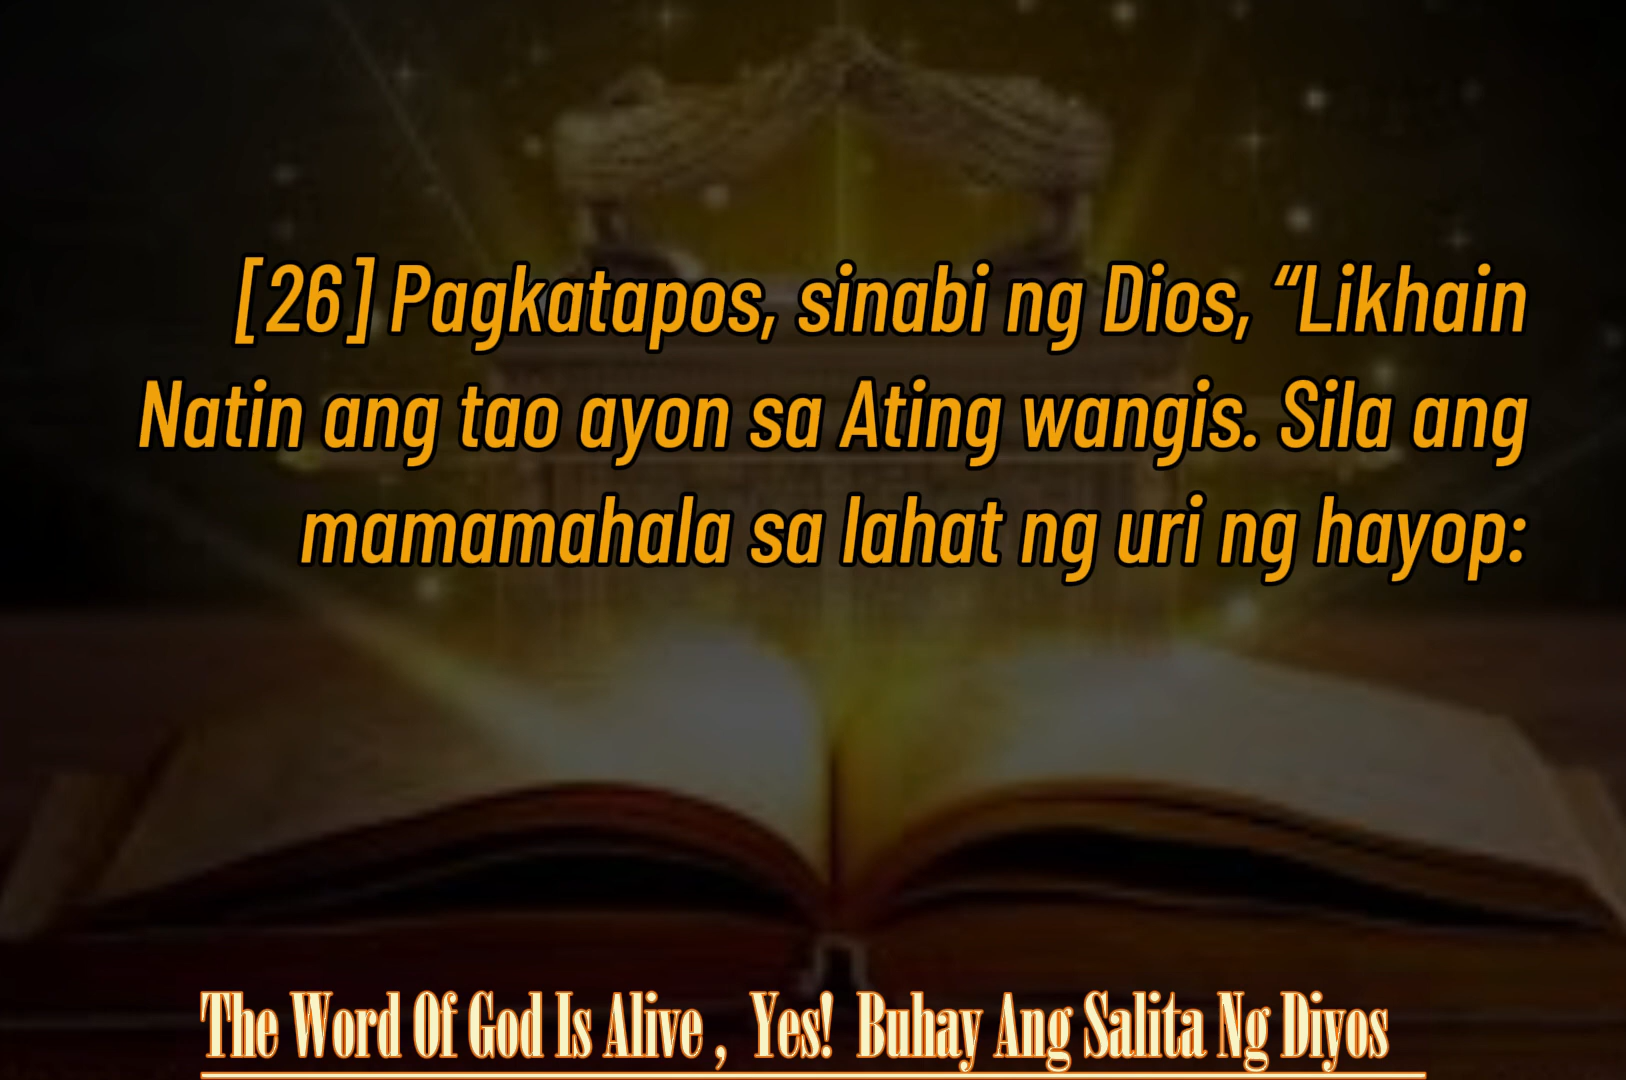 [26] Pagkatapos, sinabi ng Dios, “Likhain
Natin ang tao ayon sa Ating wangis. Sila ang
mamamahala sa lahat ng uri ng hayop:
The Word Of God Is Alive , Yes! Buhay Ang Salita Ng Diyos